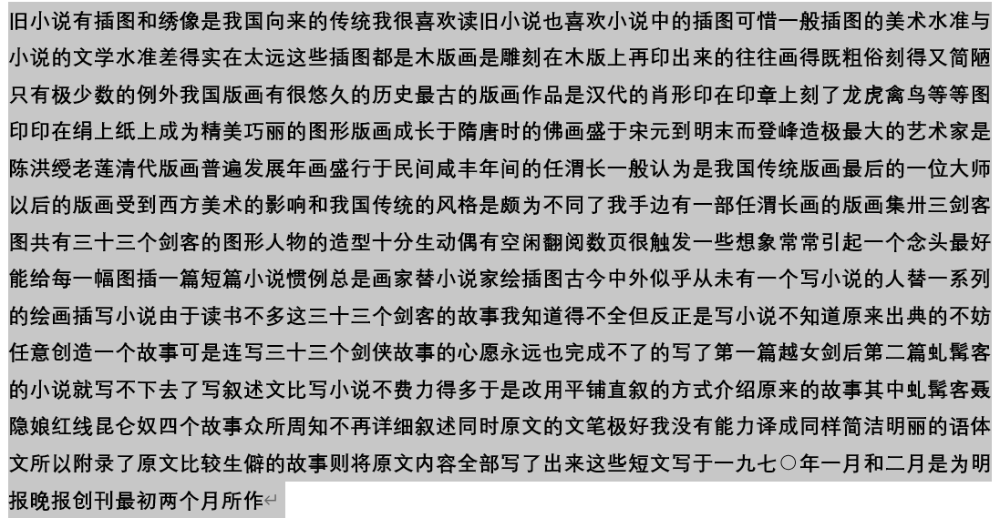 旧小说有插图和绣像是我国向来的传统我很喜欢读旧小说也喜欢小说中的插图可惜一般插图的美术水准与
小说的文学水准差得实在太远这些插图都是木版画是雕刻在木版上再印出来的往往画得既粗俗刻得又简陋
只有极少数的例外我国版画有很悠久的历史最古的版画作品是汉代的肖形印在印章上刻了龙虎禽鸟等等图
印印在绢上纸上成为精美巧丽的图形版画成长于隋唐时的佛画盛于宋元到明末而登峰造极最大的艺术家是
陈洪绶老莲清代版画普遍发展年画盛行于民间咸丰年间的任渭长一般认为是我国传统版画最后的一位大师
以后的版画受到西方美术的影响和我国传统的风格是颇为不同了我手边有一部任渭长画的版画集卅三剑客
图共有三十三个剑客的图形人物的造型十分生动偶有空闲翻阅数页很触发一些想象常常引起一个念头最好
能给每一幅图插一篇短篇小说惯例总是画家替小说家绘插图古今中外似乎从未有一个写小说的人替一系列
的绘画插写小说由于读书不多这三十三个剑客的故事我知道得不全但反正是写小说不知道原来出典的不妨
任意创造一个故事可是连写三十三个剑侠故事的心愿永远也完成不了的写了第一篇越女剑后第二篇虬髯客
的小说就写不下去了写叙述文比写小说不费力得多于是改用平铺直叙的方式介绍原来的故事其中虬髯客聂
隐娘红线昆仑奴四个故事众所周知不再详细叙述同时原文的文笔极好我没有能力译成同样简洁明丽的语体
文所以附录了原文比较生僻的故事则将原文内容全部写了出来这些短文写于一九七〇年一月和二月是为明
报晚报创刊最初两个月所作